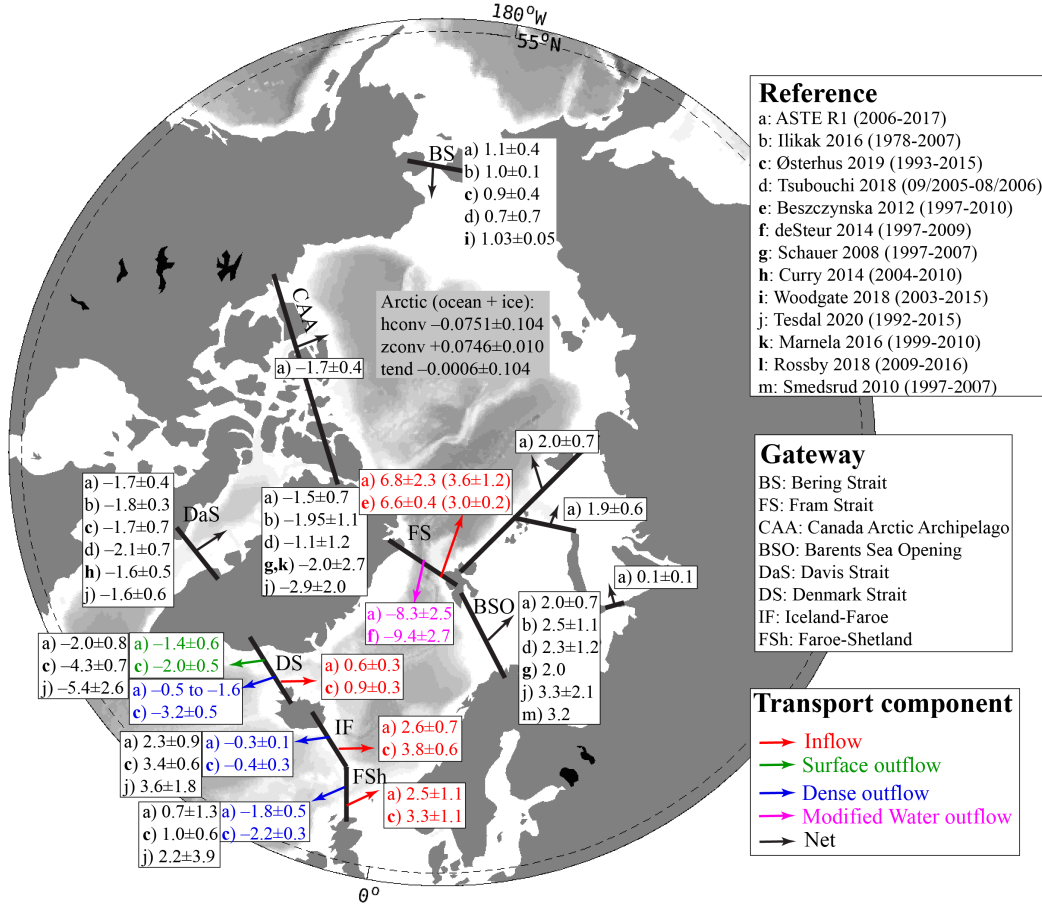 180°W
55°N
BS
a) 1.1±0.4
b) 1.0±0.1
c) 0.9±0.4
d) 0.7±0.7
i) 1.03±0.05
Reference
a: ASTE R1 (2006-2017)
b: Ilikak 2016 (1978-2007)
c: Østerhus 2019 (1993-2015)
d: Tsubouchi 2018 (09/2005-08/2006)
e: Beszczynska 2012 (1997-2010)
f: deSteur 2014 (1997-2009)
g: Schauer 2008 (1997-2007)
h: Curry 2014 (2004-2010)
i: Woodgate 2018 (2003-2015)
j: Tesdal 2020 (1992-2015)
k: Marnela 2016 (1999-2010)
l: Rossby 2018 (2009-2016)
m: Smedsrud 2010 (1997-2007)
CAA
a) −1.7±0.4
Arctic (ocean + ice):
hconv −0.0751±0.104
zconv +0.0746±0.010
tend −0.0006±0.104
a) 2.0±0.7
a) 1.9±0.6
a) 0.1±0.1
Gateway
BS: Bering Strait
FS: Fram Strait
CAA: Canada Arctic Archipelago
BSO: Barents Sea Opening
DaS: Davis Strait
DS: Denmark Strait
IF: Iceland-Faroe
FSh: Faroe-Shetland
a) −1.7±0.4
b) −1.8±0.3
c) −1.7±0.7
d) −2.1±0.7
h) −1.6±0.5
j) −1.6±0.6
DaS
a) −1.5±0.7
b) −1.95±1.1
d) −1.1±1.2
g,k) −2.0±2.7
j) −2.9±2.0
a) 6.8±2.3 (3.6±1.2)
e) 6.6±0.4 (3.0±0.2)
FS
a) −8.3±2.5
f) −9.4±2.7
BSO
a) 2.0±0.7
b) 2.5±1.1
d) 2.3±1.2
g) 2.0
j) 3.3±2.1
m) 3.2
a) −2.0±0.8
c) −4.3±0.7
j) −5.4±2.6
a) −1.4±0.6
c) −2.0±0.5
a) −0.5 to −1.6
c) −3.2±0.5
DS
a) 0.6±0.3
c) 0.9±0.3
a) 2.3±0.9
c) 3.4±0.6
j) 3.6±1.8
a) −0.3±0.1
c) −0.4±0.3
IF
a) 2.6±0.7
c) 3.8±0.6
a) 0.7±1.3
c) 1.0±0.6
j) 2.2±3.9
a) −1.8±0.5
c) −2.2±0.3
FSh
a) 2.5±1.1
c) 3.3±1.1
Transport component
Inflow
Surface outflow
Dense outflow
Modified Water outflow
Net
0°